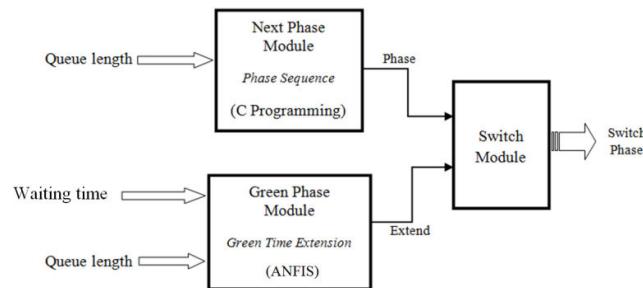 Next Phase
Module
Queue length
Phase Sequence
Phase
(C Programming)
Switch
Module
Switch
Phase
Waiting time
Green Phase
Module
Green Time Extension
Extend
Queue length
(ANFIS)